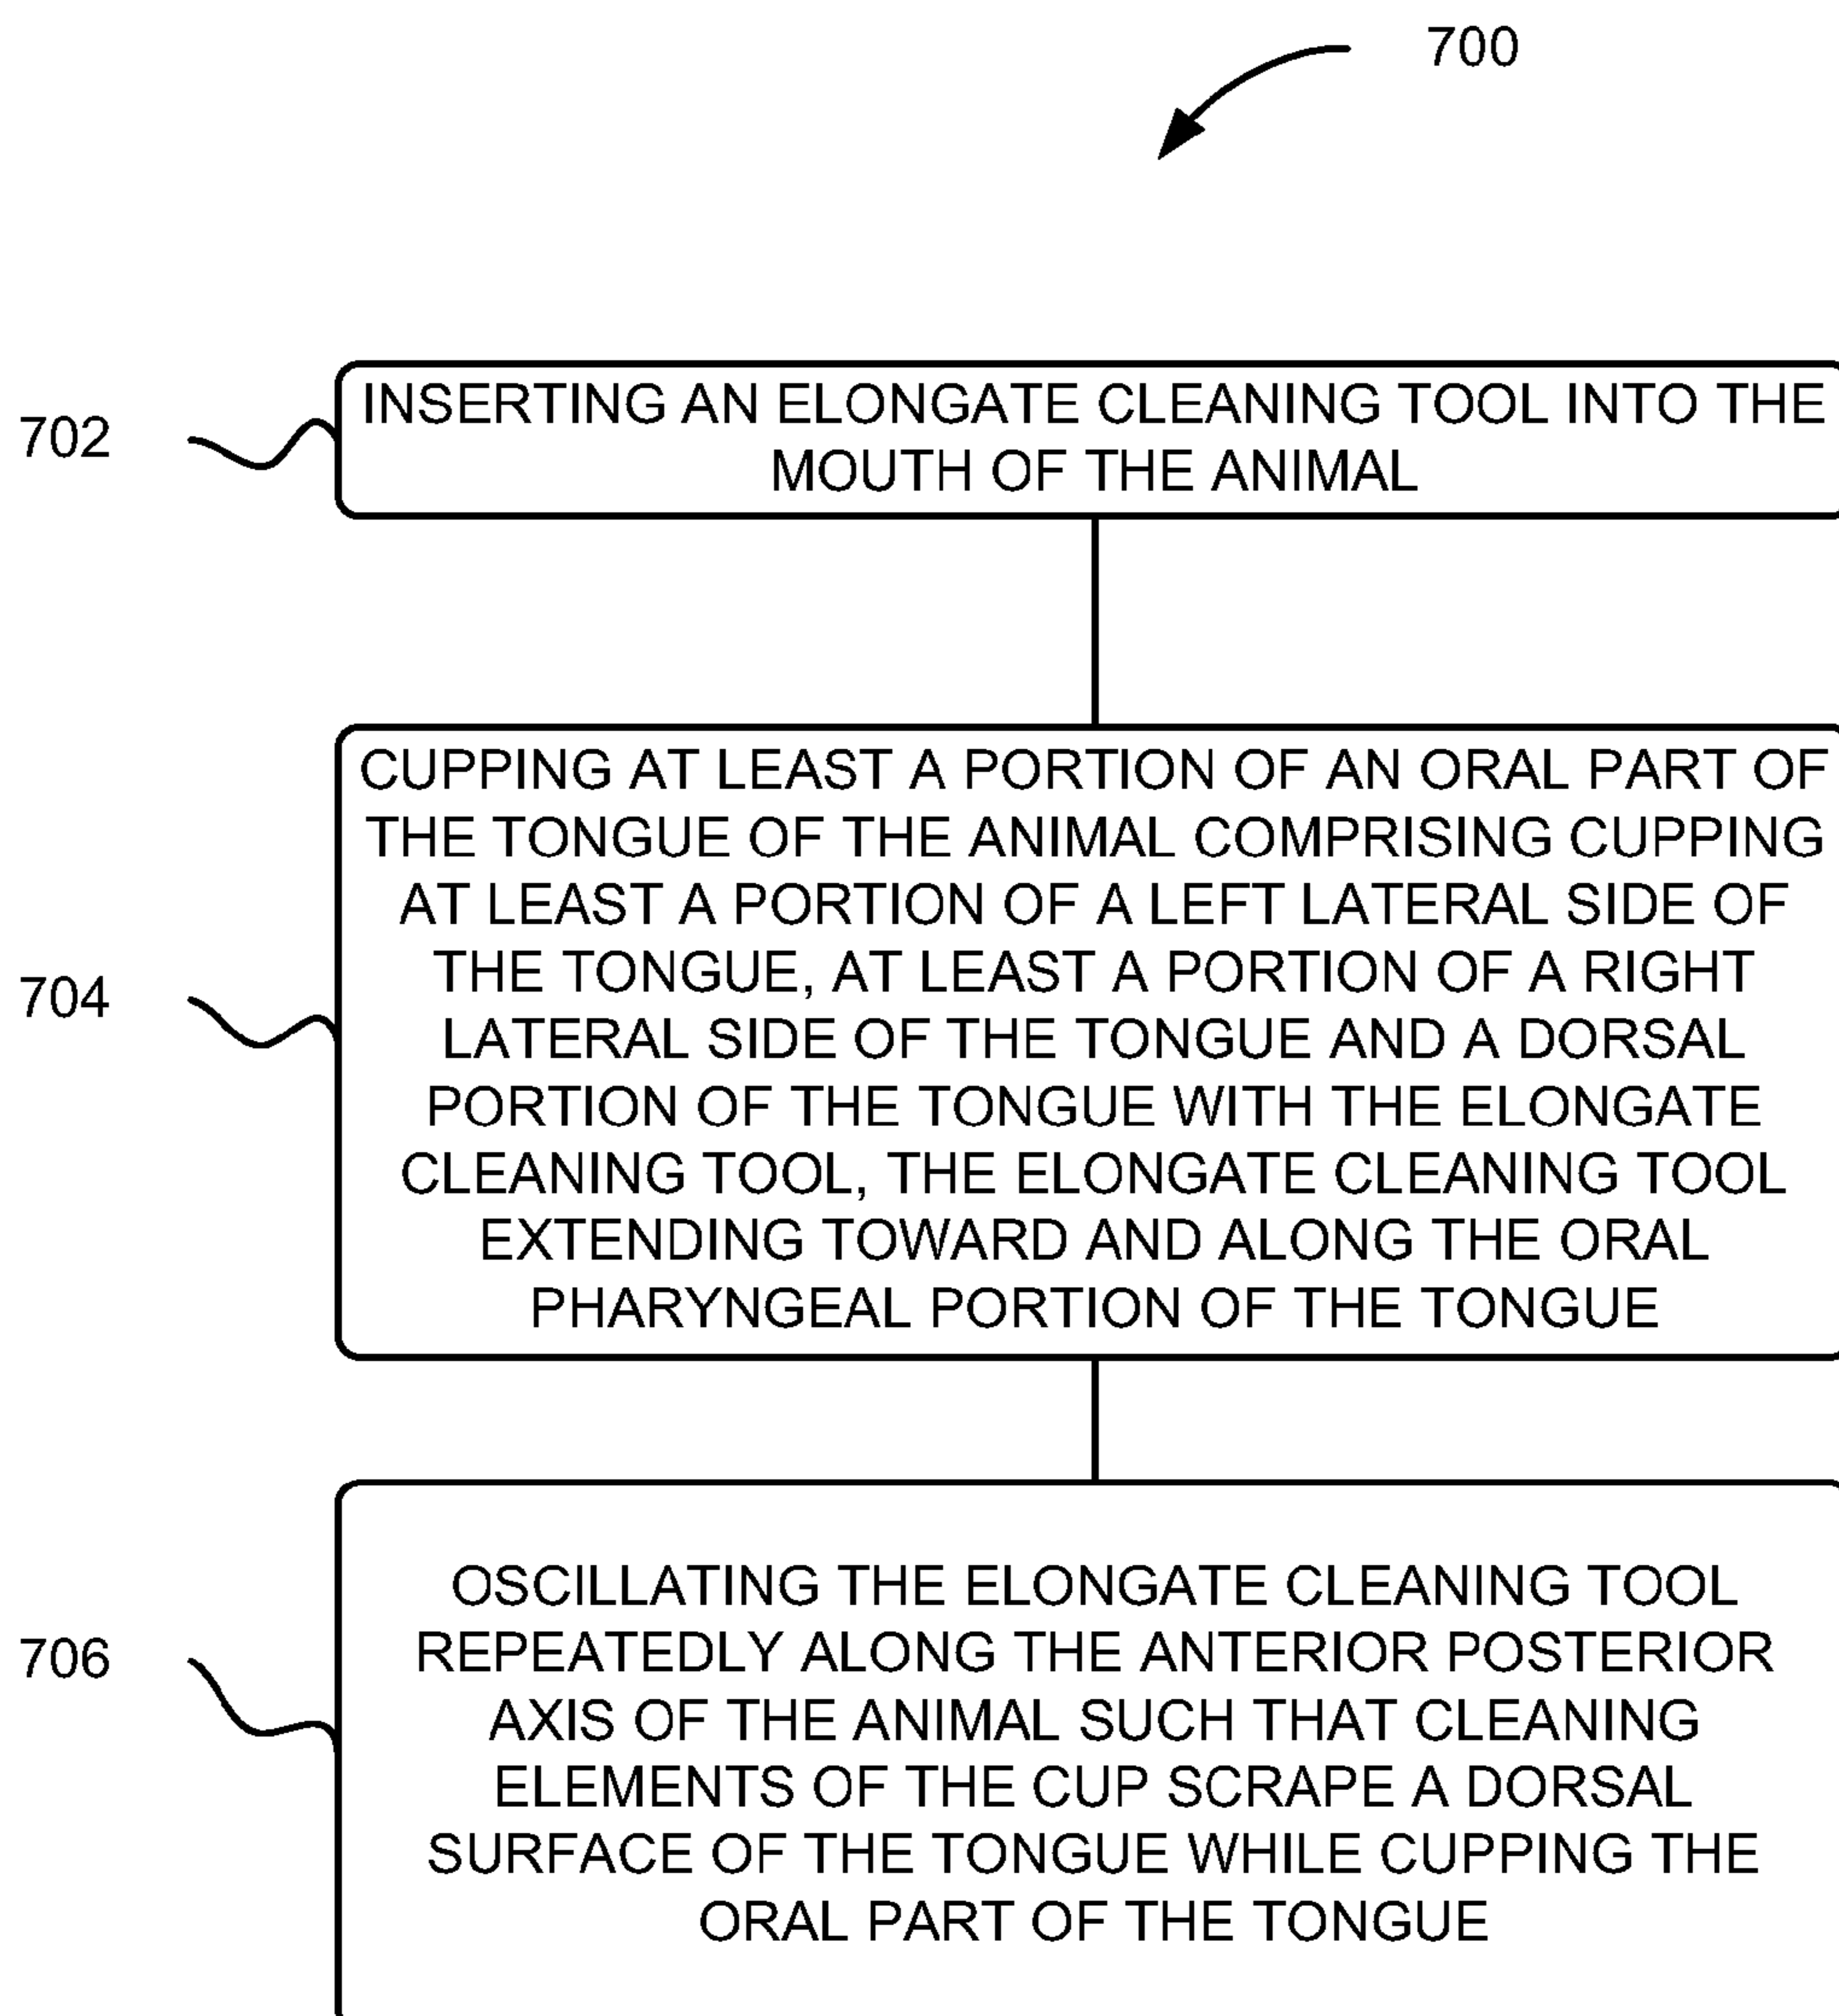 700
702
INSERTING AN ELONGATE CLEANING TOOL INTO THE
MOUTH OF THE ANIMAL
704
CUPPING AT LEAST A PORTION OF AN ORAL PART OF
THE TONGUE OF THE ANIMAL COMPRISING CUPPING
AT LEAST A PORTION OF A LEFT LATERAL SIDE OF
THE TONGUE, AT LEAST A PORTION OF A RIGHT
LATERAL SIDE OF THE TONGUE AND A DORSAL
PORTION OF THE TONGUE WITH THE ELONGATE
CLEANING TOOL, THE ELONGATE CLEANING TOOL
EXTENDING TOWARD AND ALONG THE ORAL
PHARYNGEAL PORTION OF THE TONGUE
706
OSCILLATING THE ELONGATE CLEANING TOOL
REPEATEDLY ALONG THE ANTERIOR POSTERIOR
AXIS OF THE ANIMAL SUCH THAT CLEANING
ELEMENTS OF THE CUP SCRAPE A DORSAL
SURFACE OF THE TONGUE WHILE CUPPING THE
ORAL PART OF THE TONGUE